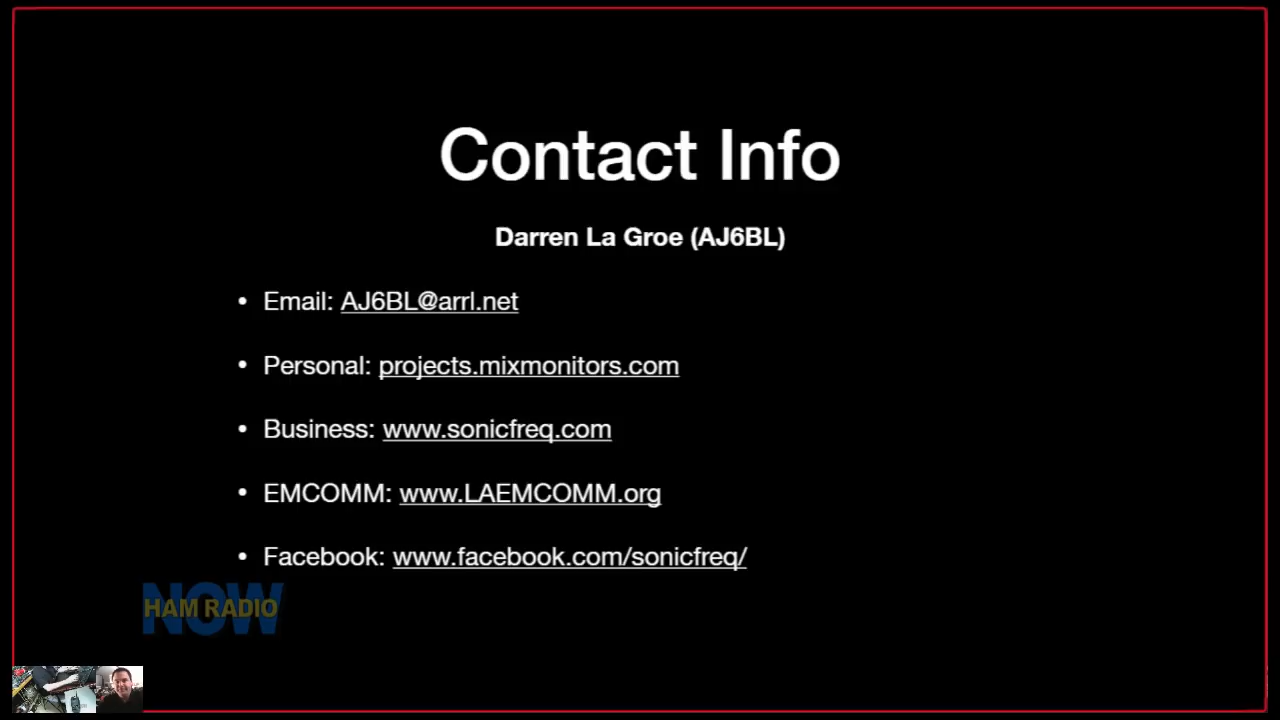 Contact Info
Darren La Groe (AJ6BL)
• Email: AJ6BL@arrl.net
• Personal: projects.mixmonitors.com
• Business: www.sonicfreq.com
• EMCOMM: www.LAEMCOMM.org
• Facebook: www.facebook.com/sonicfreq/
NOW
HAM RADIO